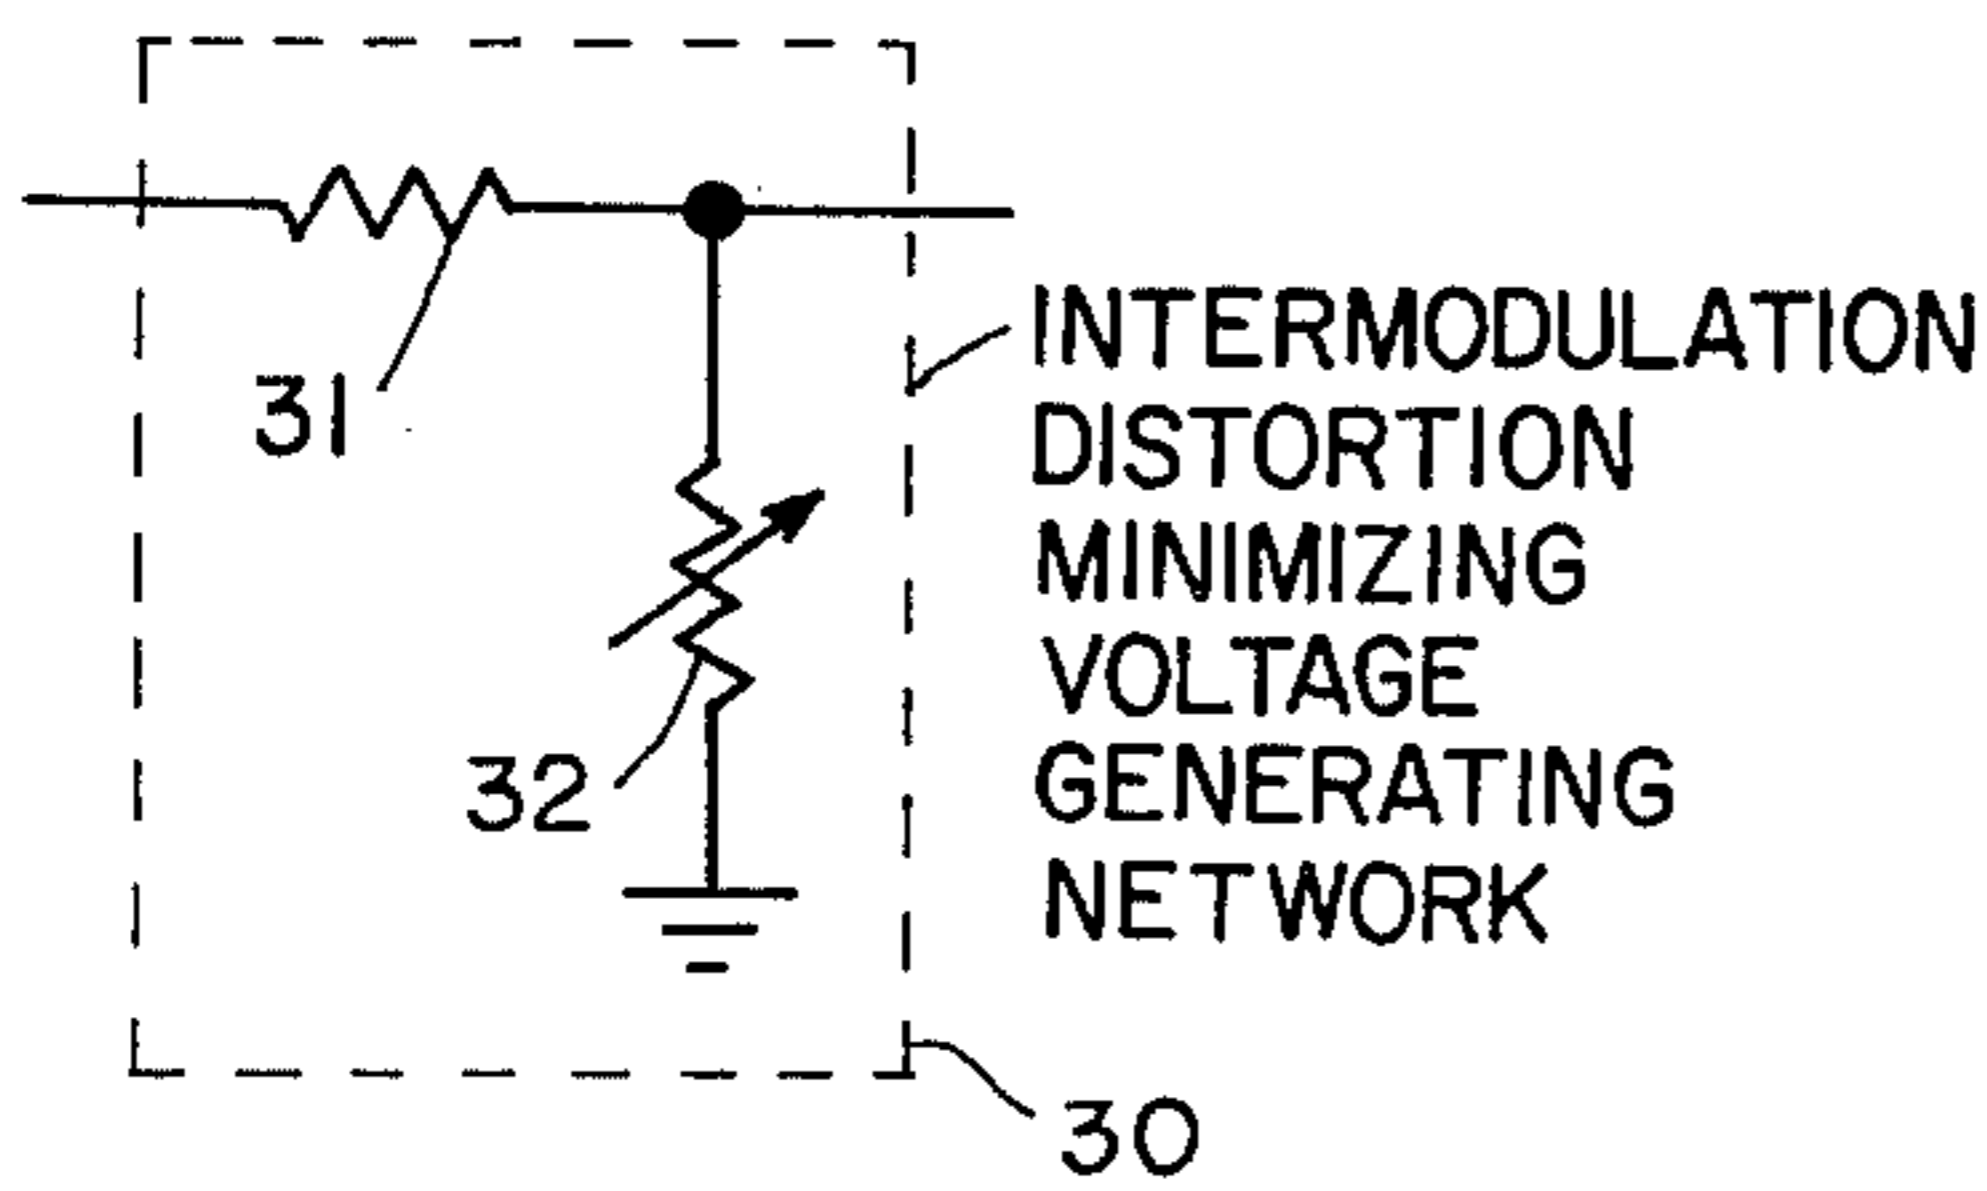 31
32
INTERMODULATION
DISTORTION
MINIMIZING
VOLTAGE
GENERATING
NETWORK
30